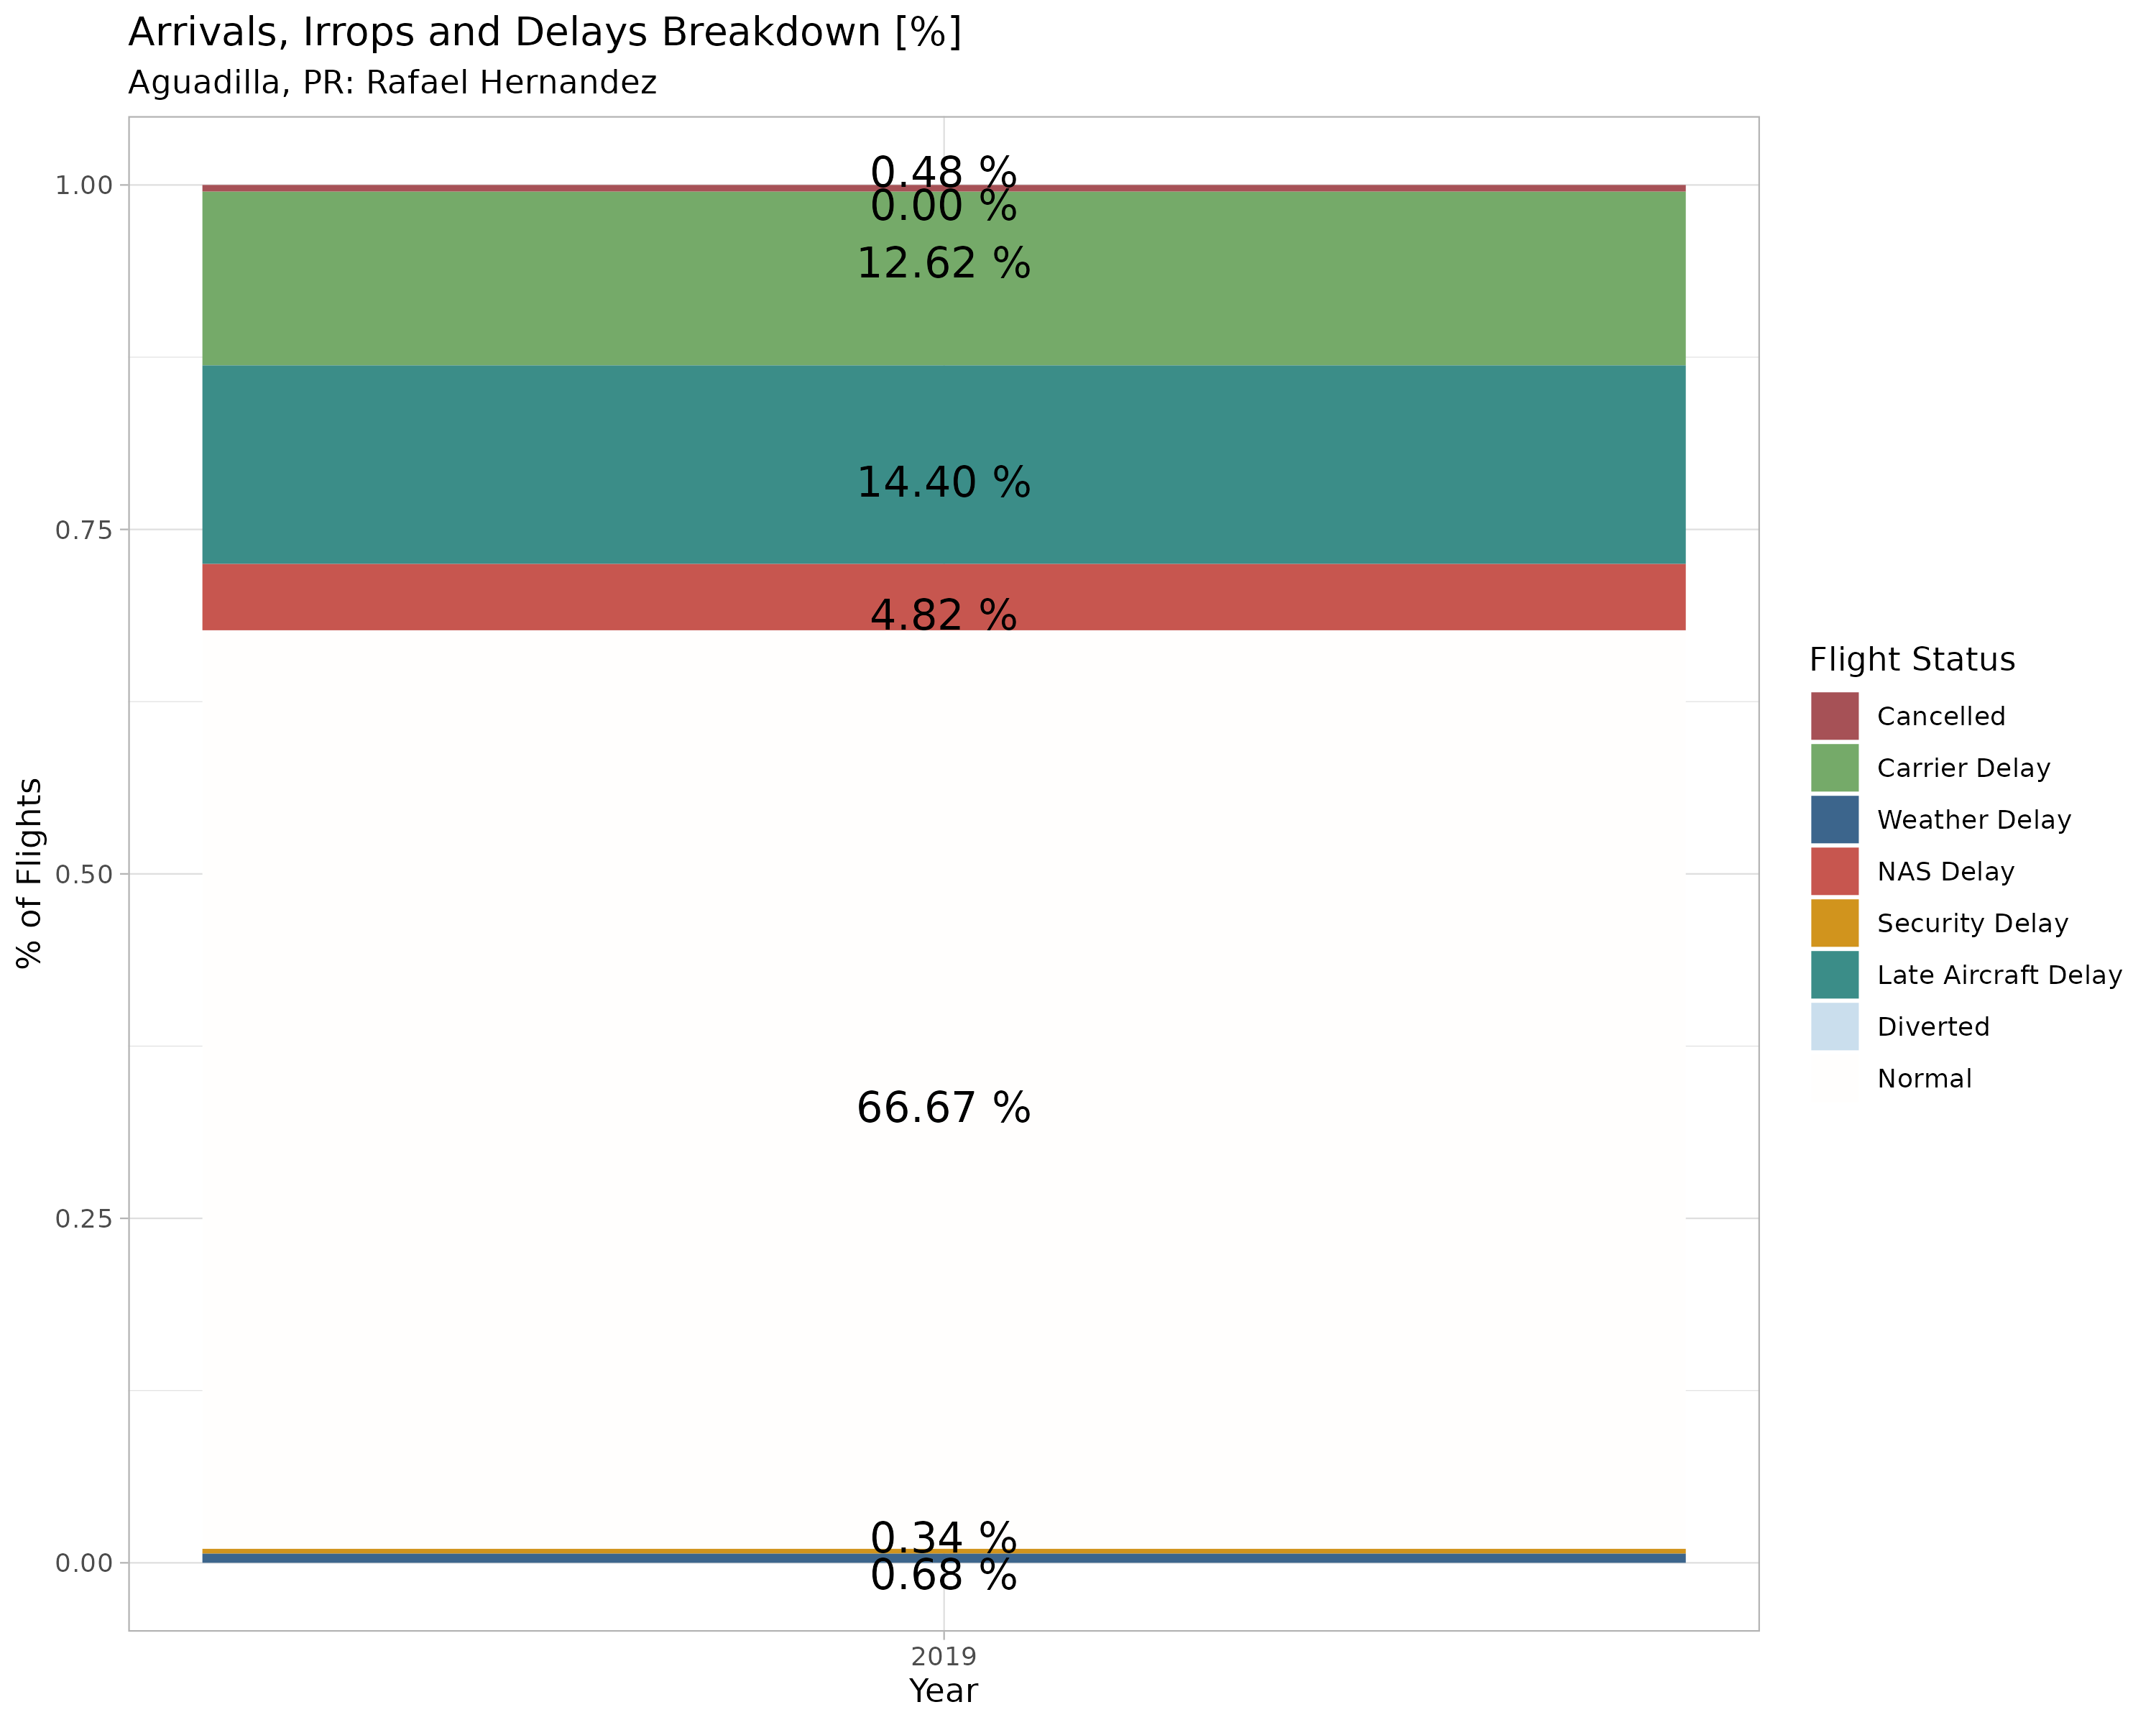 Arrivals, Irrops and Delays Breakdown [%]
Aguadilla, PR: Rafael Hernandez
% of Flights
1.00
0.75
0.50
0.25
0.00
0.48 %
0.00 %
12.62 %
14.40 %
4.82 %
66.67 %
0.34 %
0.68 %
2019
Year
Flight Status
Cancelled
Carrier Delay
Weather Delay
NAS Delay
Security Delay
Late Aircraft Delay
Diverted
Normal